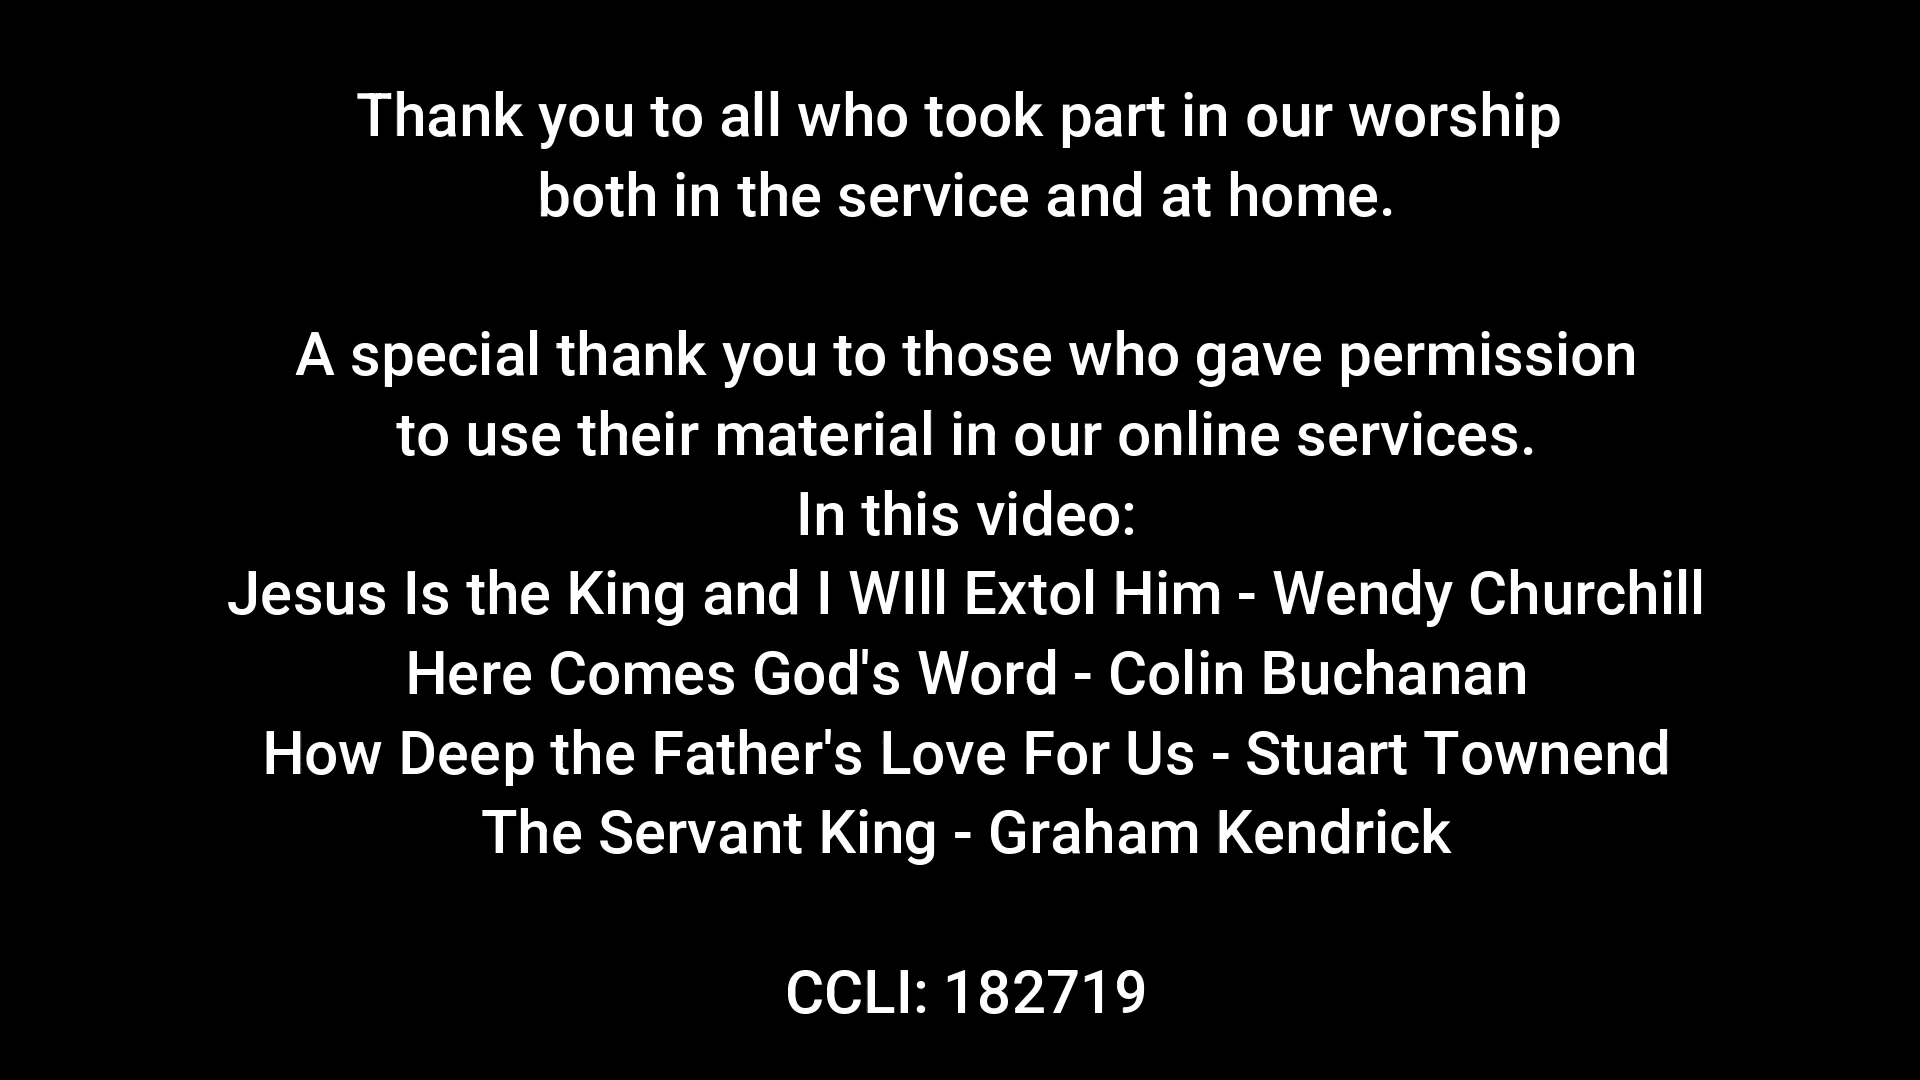 Thank you to all who took part in our worship
both in the service and at home.
A special thank you to those who gave permission
to use their material in our online services.
In this video:
Jesus Is the King and I WIll Extol Him - Wendy Churchill
Here Comes God's Word - Colin Buchanan
How Deep the Father's Love For Us - Stuart Townend
The Servant King - Graham Kendrick
CCLI: 182719